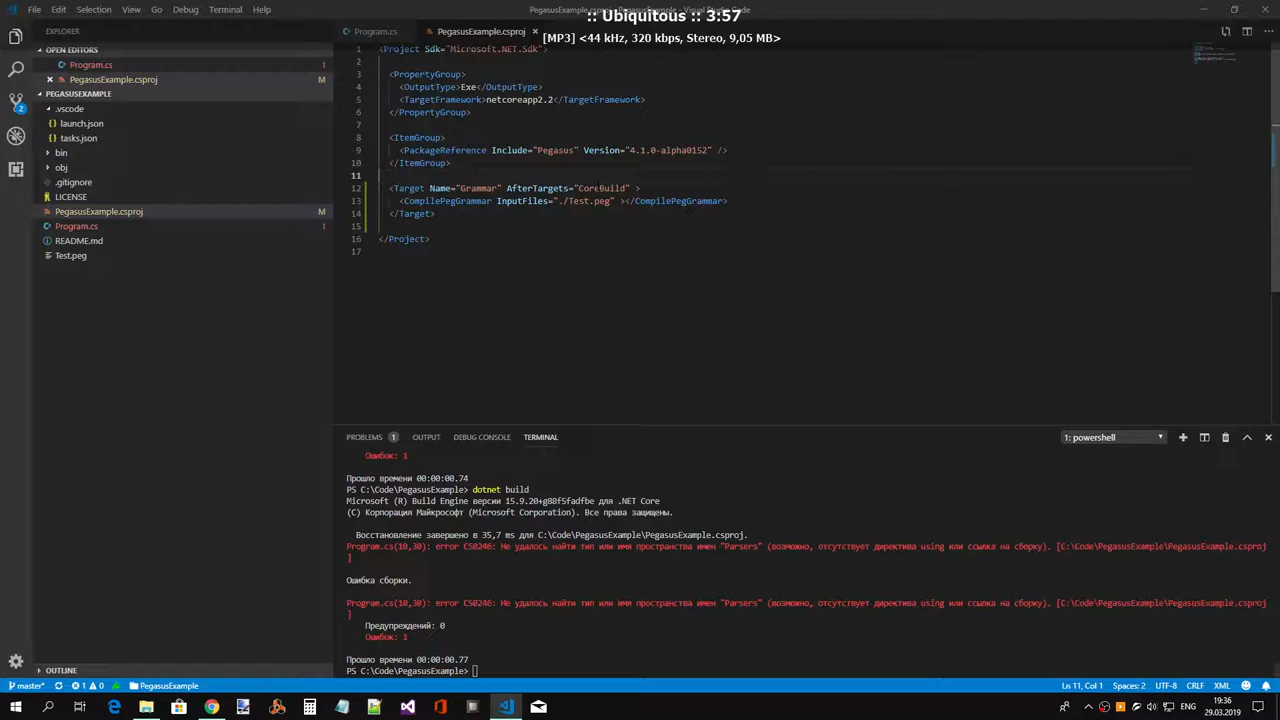 File Edit Selection View Go Debug Terminal Help
PegasusExample.csproj - PegasusExample - Visual Studio Code
:: Ubiquitous :: 3:57
[MP3] <44 kHz, 320 kbps, Stereo, 9,05 MB>
EXPLORER
OPEN EDITORS
Program.cs 1
PegasusExample.csproj M
PEGASUSEXAMPLE
.vscode
launch.json
tasks.json
bin
obj
.gitignore
LICENSE
PegasusExample.csproj M
Program.cs 1
README.md
Test.peg
OUTLINE
2
Program.cs PegasusExample.csproj
1 <Project Sdk="Microsoft.NET.Sdk">
2
3 <PropertyGroup>
4 <OutputType>Exe</OutputType>
5 <TargetFramework>netcoreapp2.2</TargetFramework>
6 </PropertyGroup>
7
8 <ItemGroup>
9 <PackageReference Include="Pegasus" Version="4.1.0-alpha0152" />
10 </ItemGroup>
11
12 <Target Name="Grammar" AfterTargets="CoreBuild" >
13 <CompilePegGrammar InputFiles="./Test.peg" ></CompilePegGrammar>
14 </Target>
15
16 </Project>
17
PROBLEMS 1 OUTPUT DEBUG CONSOLE TERMINAL
1: powershell
Ошибок: 1
Прошло времени 00:00:00.74
PS C:\Code\PegasusExample> dotnet build
Microsoft (R) Build Engine версии 15.9.20+g88f5fadfbe для .NET Core
(C) Корпорация Майкрософт (Microsoft Corporation). Все права защищены.
Восстановление завершено в 35,7 ms для C:\Code\PegasusExample\PegasusExample.csproj.
Program.cs(10,30): error CS0246: Не удалось найти тип или имя пространства имен "Parsers" (возможно, отсутствует директива using или ссылка на сборку). [C:\Code\PegasusExample\PegasusExample.csproj
]
Ошибка сборки.
Program.cs(10,30): error CS0246: Не удалось найти тип или имя пространства имен "Parsers" (возможно, отсутствует директива using или ссылка на сборку). [C:\Code\PegasusExample\PegasusExample.csproj
]
Предупреждений: 0
Ошибок: 1
Прошло времени 00:00:00.77
PS C:\Code\PegasusExample>
master* 1 0 PegasusExample
Ln 11, Col 1 Spaces: 2 UTF-8 CRLF XML
ENG
19:36
29.03.2019